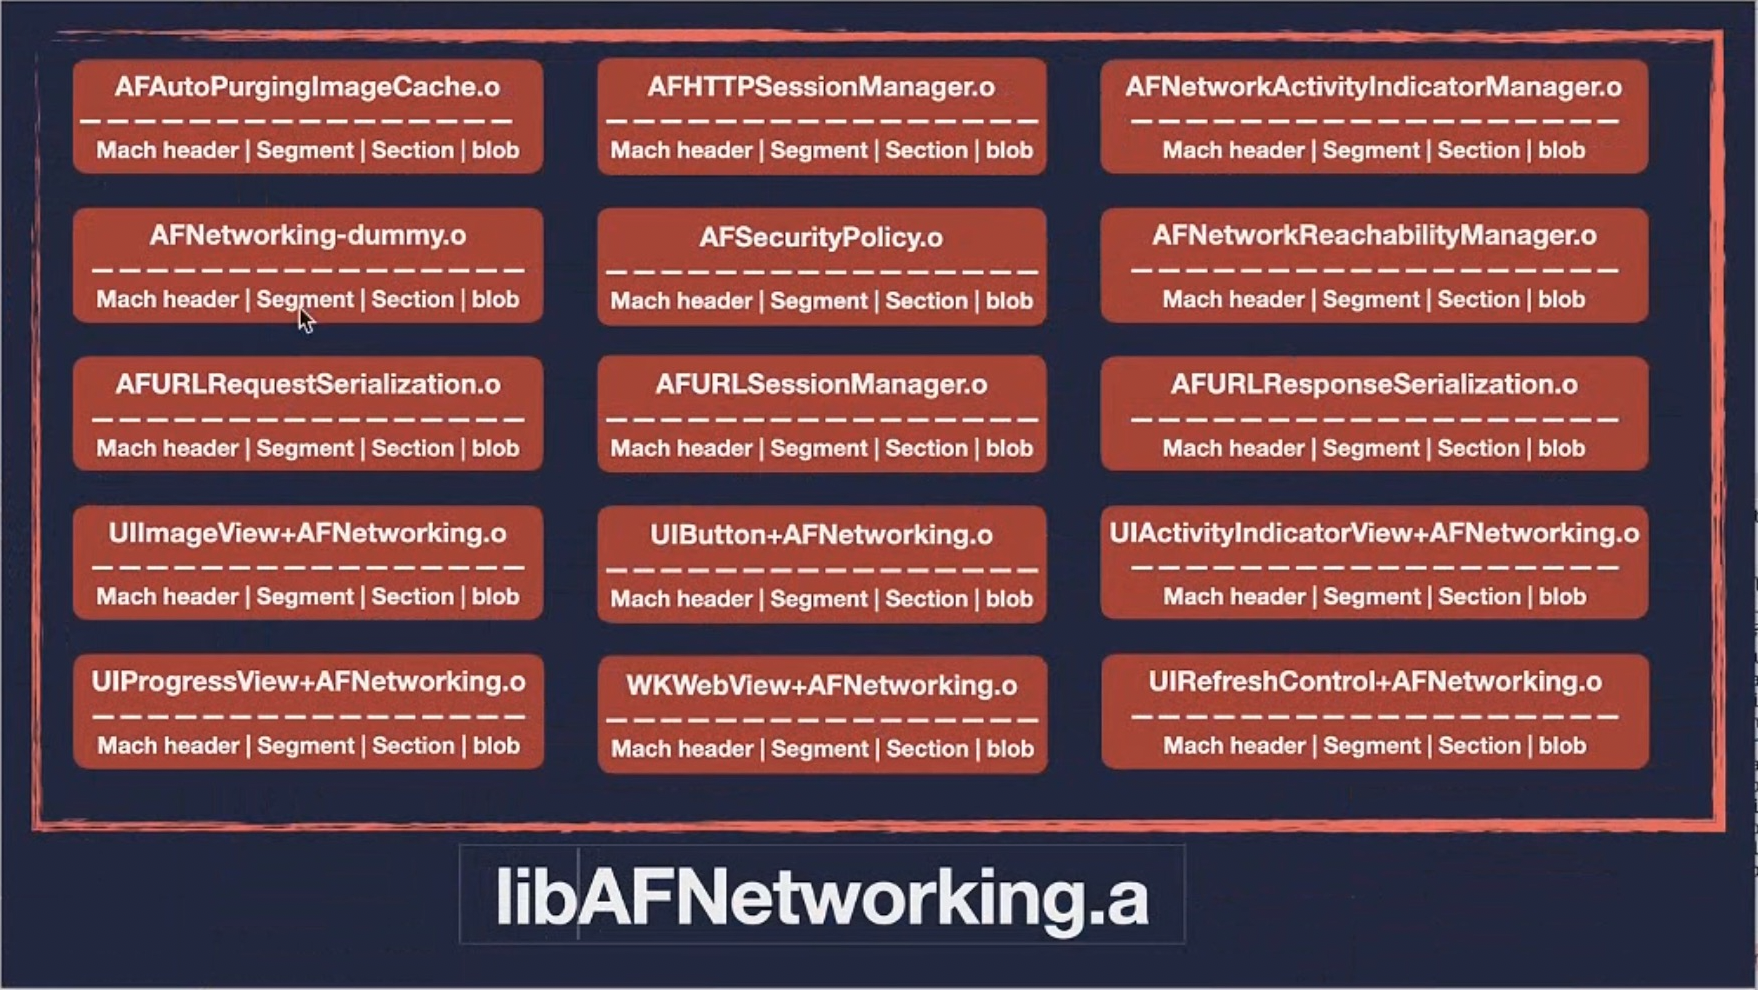 AFAutoPurgingImageCache.o
Mach header | Segment | Section | blob
AFHTTPSessionManager.o
Mach header | Segment | Section | blob
AFNetworkActivityIndicatorManager.o
Mach header | Segment | Section | blob
AFNetworking-dummy.o
Mach header | Segment | Section | blob
AFSecurityPolicy.o
Mach header | Segment | Section | blob
AFNetworkReachabilityManager.o
Mach header | Segment | Section | blob
AFURLRequestSerialization.o
Mach header | Segment | Section | blob
AFURLSessionManager.o
Mach header | Segment | Section | blob
AFURLResponseSerialization.o
Mach header | Segment | Section | blob
UIImageView+AFNetworking.o
Mach header | Segment | Section | blob
UIButton+AFNetworking.o
Mach header | Segment | Section | blob
UIActivityIndicatorView+AFNetworking.o
Mach header | Segment | Section | blob
UIProgressView+AFNetworking.o
Mach header | Segment | Section | blob
WKWebView+AFNetworking.o
Mach header | Segment | Section | blob
UIRefreshControl+AFNetworking.o
Mach header | Segment | Section | blob
libAFNetworking.a